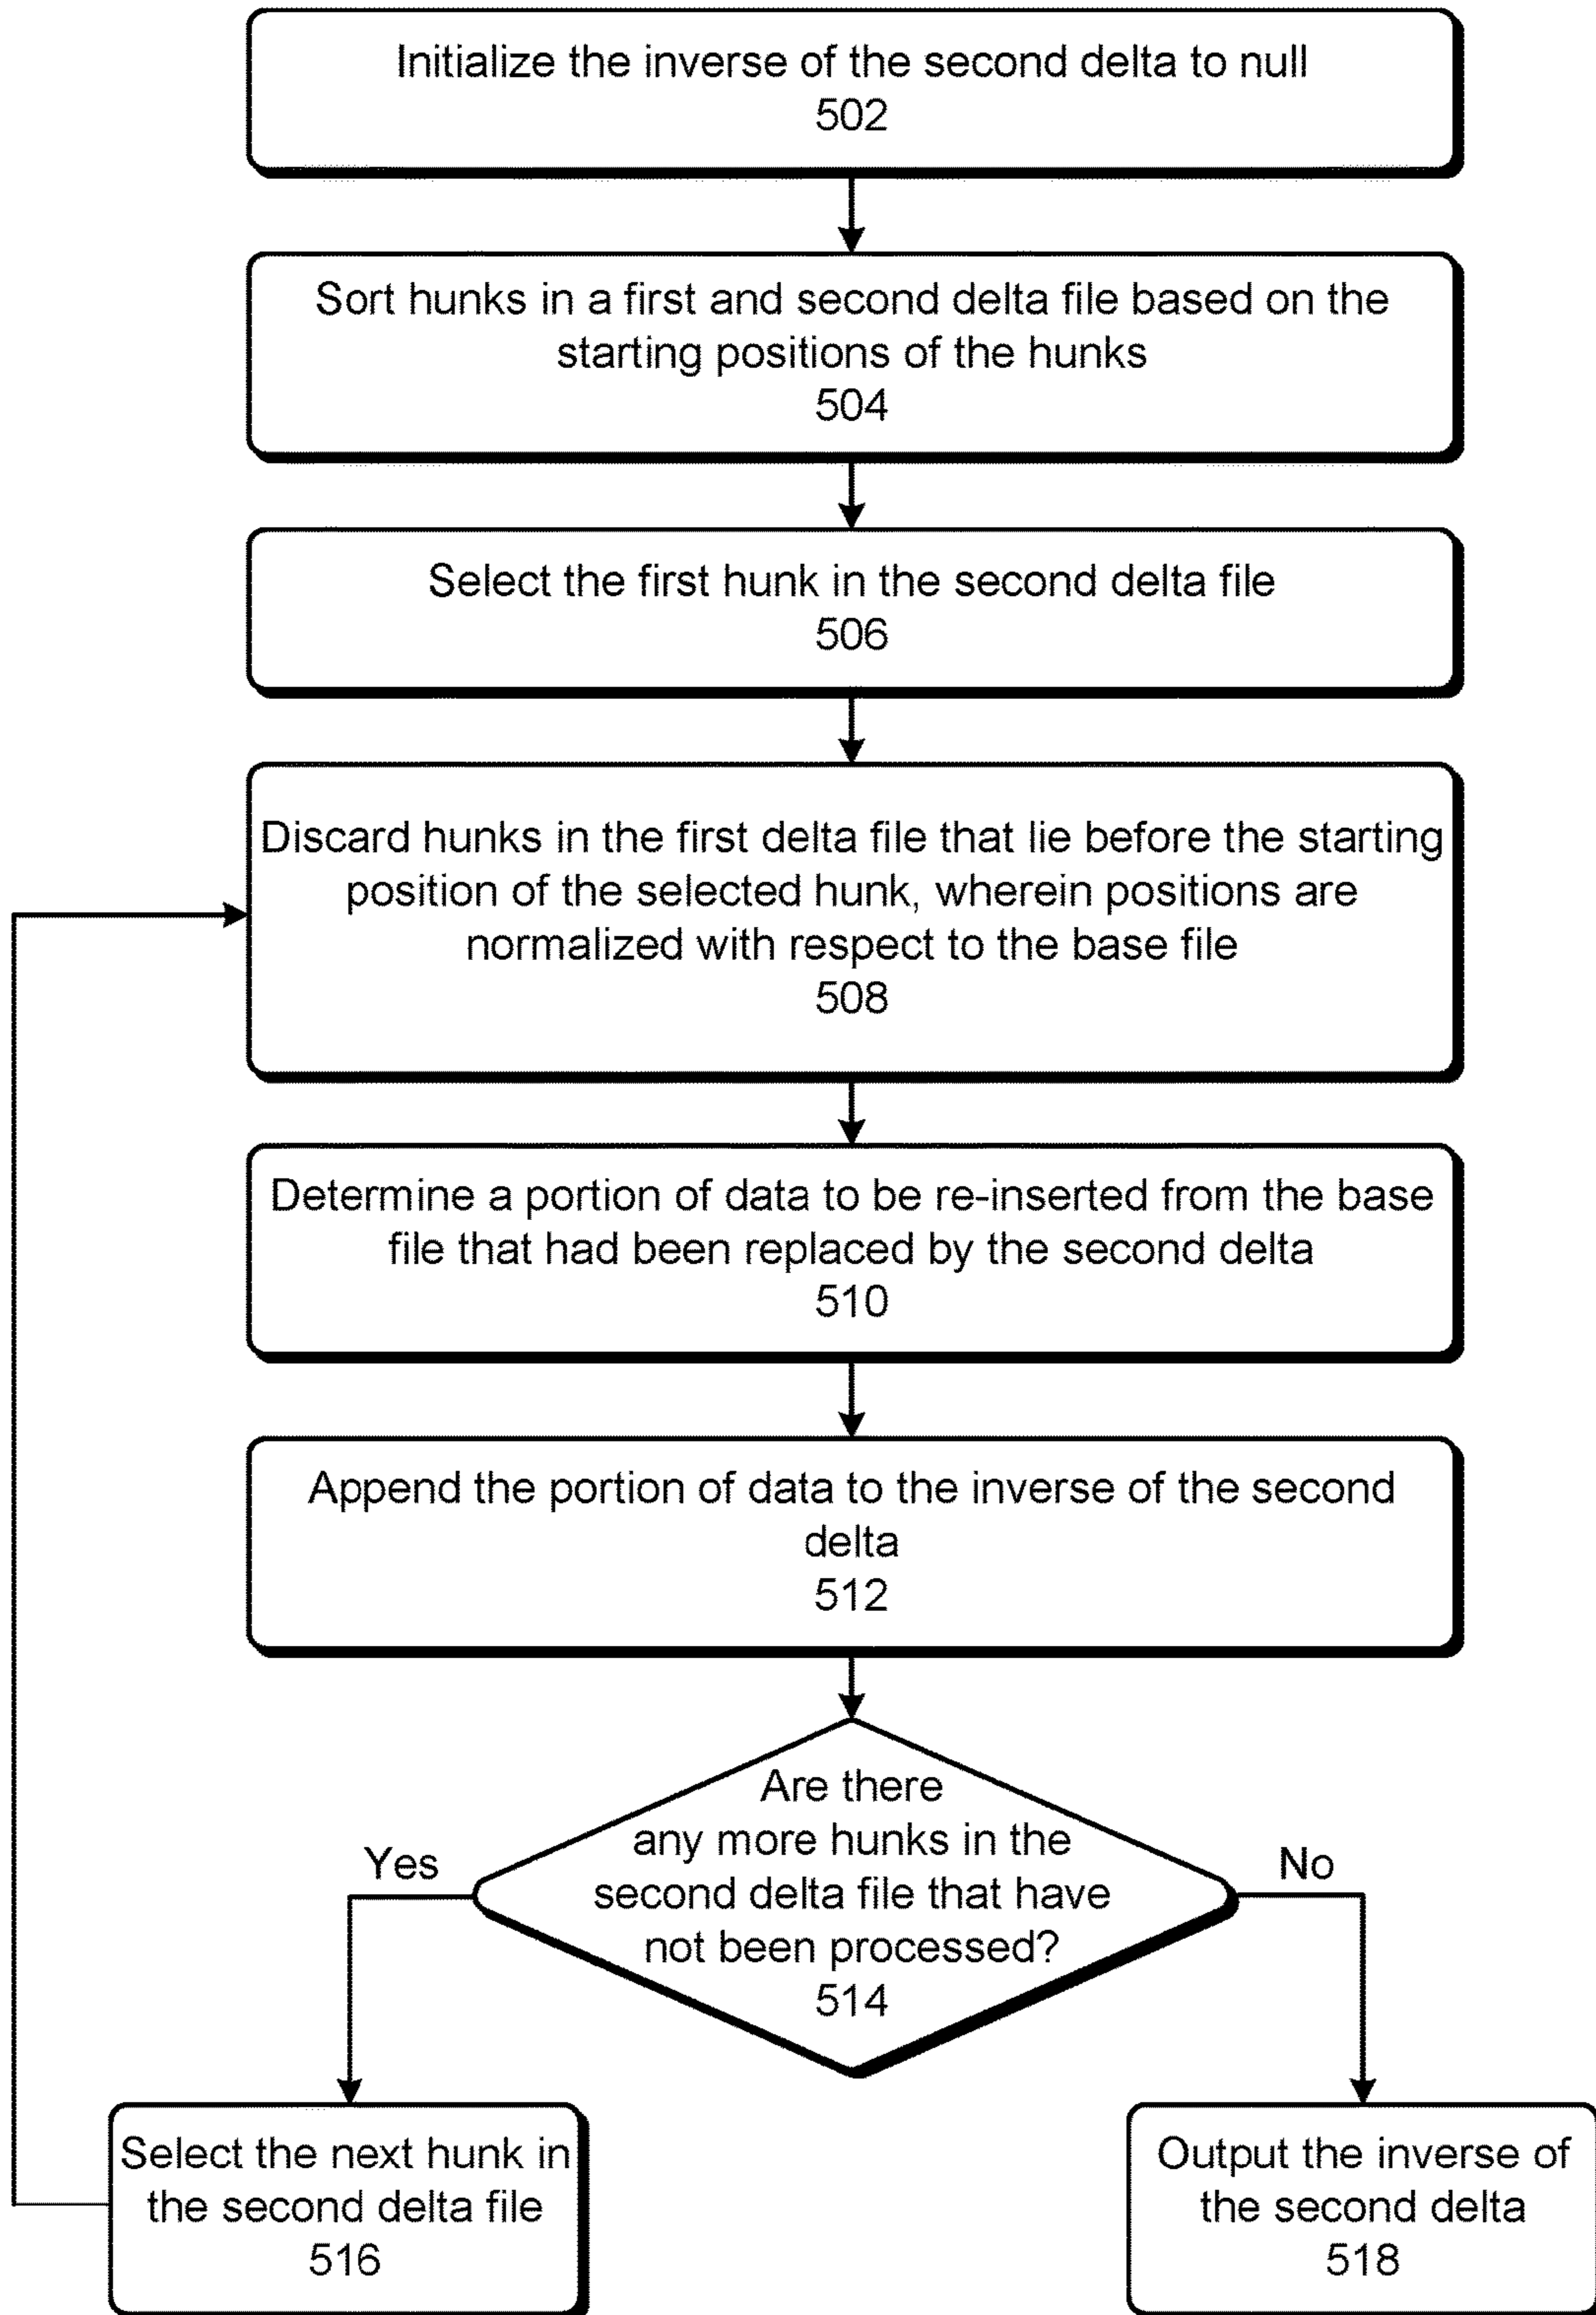 Initialize the inverse of the second delta to null
502
Sort hunks in a first and second delta file based on the
starting positions of the hunks
504
Select the first hunk in the second delta file
506
Discard hunks in the first delta file that lie before the starting
position of the selected hunk, wherein positions are
normalized with respect to the base file
508
Determine a portion of data to be re-inserted from the base
file that had been replaced by the second delta
510
Append the portion of data to the inverse of the second
delta
512
Are there
any more hunks in the
second delta file that have
not been processed?
514
Yes
No
Select the next hunk in
the second delta file
516
Output the inverse of
the second delta
518